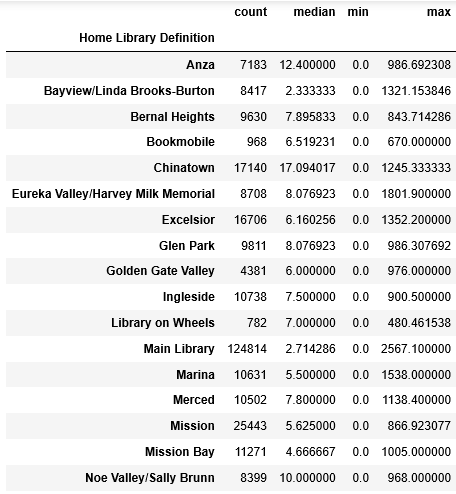 count median min max
Home Library Definition
Anza 7183 12.400000 0.0 986.692308
Bayview/Linda Brooks-Burton 8417 2.333333 0.0 1321.153846
Bernal Heights 9630 7.895833 0.0 843.714286
Bookmobile 968 6.519231 0.0 670.000000
Chinatown 17140 17.094017 0.0 1245.333333
Eureka Valley/Harvey Milk Memorial 8708 8.076923 0.0 1801.900000
Excelsior 16706 6.160256 0.0 1352.200000
Glen Park 9811 8.076923 0.0 986.307692
Golden Gate Valley 4381 6.000000 0.0 976.000000
Ingleside 10738 7.500000 0.0 900.500000
Library on Wheels 782 7.000000 0.0 480.461538
Main Library 124814 2.714286 0.0 2567.100000
Marina 10631 5.500000 0.0 1538.000000
Merced 10502 7.800000 0.0 1138.400000
Mission 25443 5.625000 0.0 866.923077
Mission Bay 11271 4.666667 0.0 1005.000000
Noe Valley/Sally Brunn 8399 10.000000 0.0 968.000000